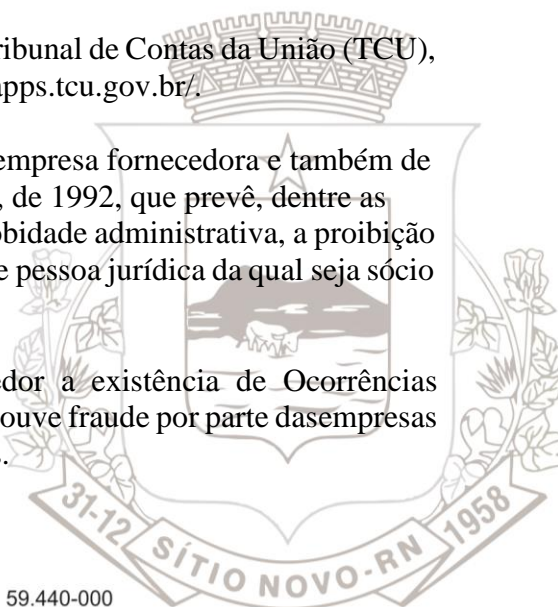 ribunal de Contas da União (TCU),
apps.tcu.gov.br/.
empresa fornecedora e também de
, de 1992, que prevê, dentre as
obidade administrativa, a proibição
e pessoa jurídica da qual seja sócio
edor a existência de Ocorrências
ouve fraude por parte dasempresas
.
31-12 SÍTIO NOVO-RN 1958
59.440-000